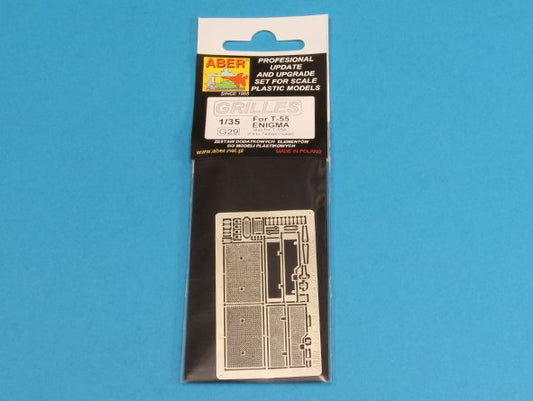 ABER
SINCE 1995
PROFESIONAL
UPDATE
AND UPGRADE
SET FOR SCALE
PLASTIC MODELS
GRILLES
1/35
G29
For T-55
ENIGMA
ZESTAW DODATKOWYCH ELEMENTÓW
DO MODELI PLASTIKOWYCH
www.aber.net.pl
MADE IN POLAND